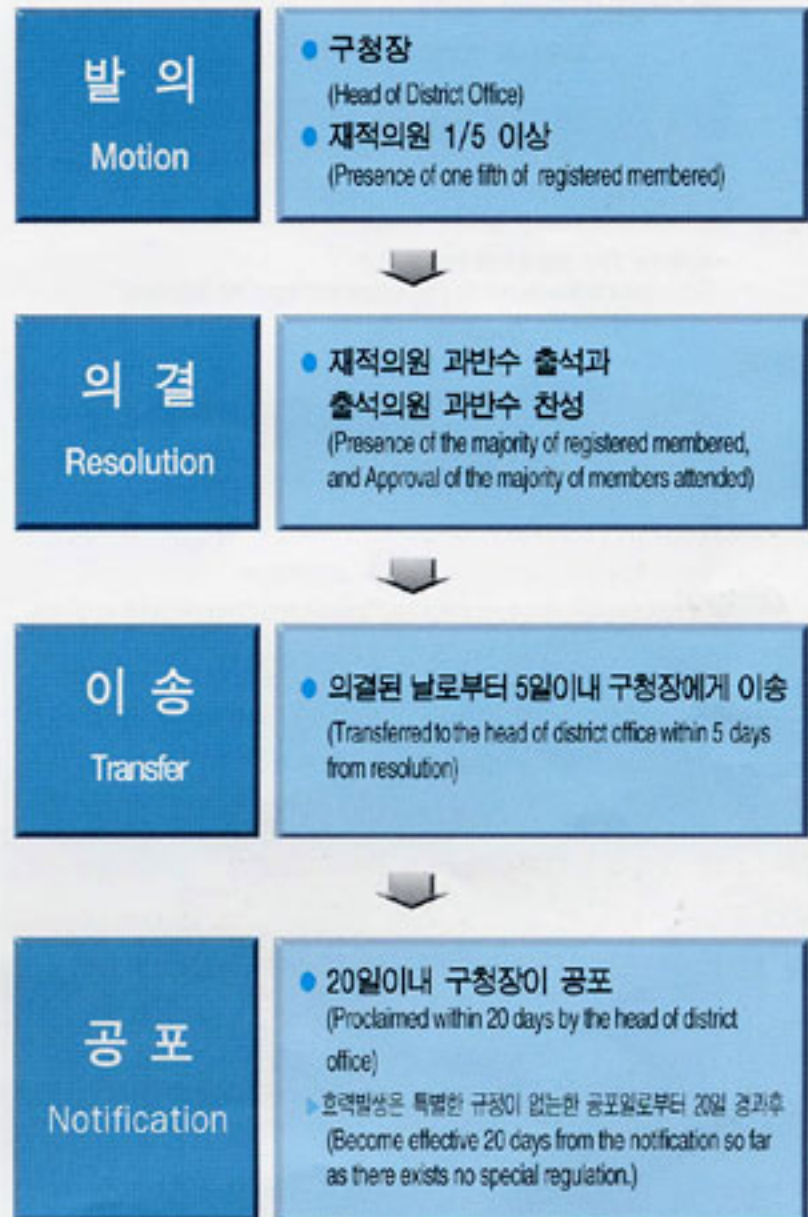 발 의
Motion
● 구청장
(Head of District Office)
● 재적의원 1/5 이상
(Presence of one fifth of registered membered)
의 결
Resolution
● 재적의원 과반수 출석과
출석의원 과반수 찬성
(Presence of the majority of registered membered,
and Approval of the majority of members attended)
이 송
Transfer
● 의결된 날로부터 5일이내 구청장에게 이송
(Transferred to the head of district office within 5 days
from resolution)
공 포
Notification
● 20일이내 구청장이 공포
(Proclaimed within 20 days by the head of district
office)
▶효력발생은 특별한 규정이 없는한 공포일로부터 20일 경과후
(Become effective 20 days from the notification so far
as there exists no special regulation.)